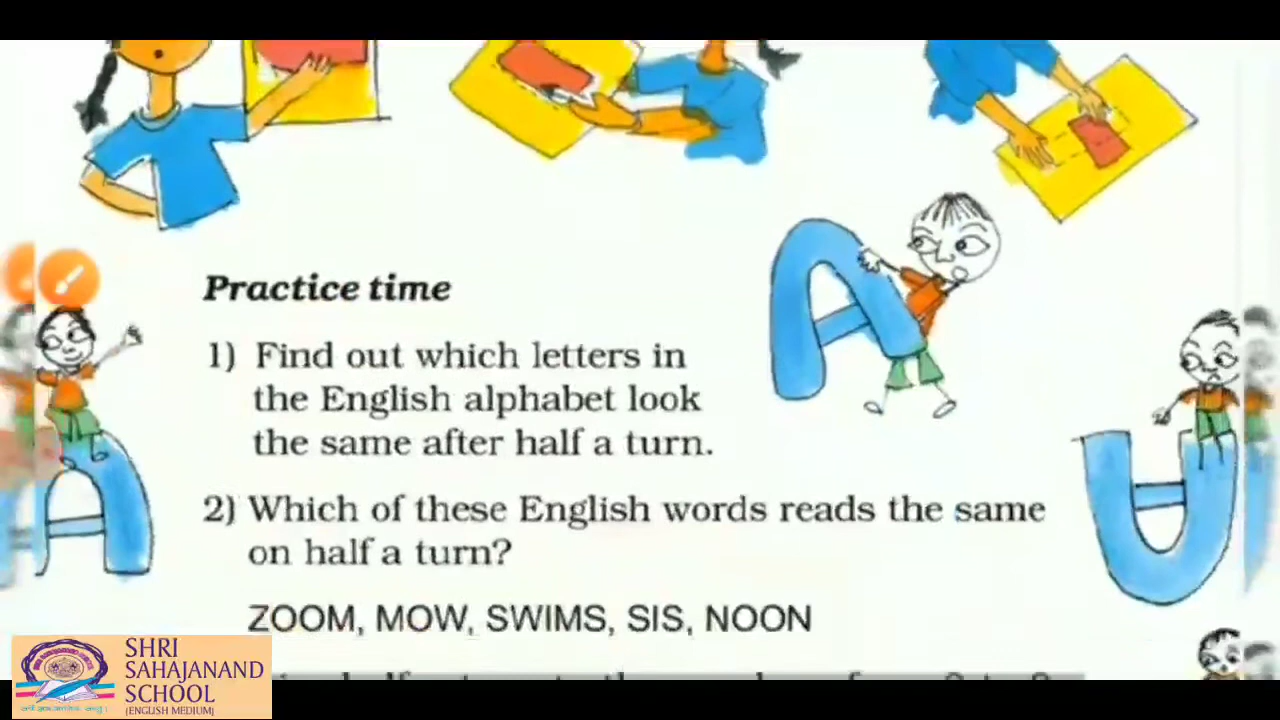 Practice time
1) Find out which letters in
the English alphabet look
the same after half a turn.
2) Which of these English words reads the same
on half a turn?
ZOOM, MOW, SWIMS, SIS, NOON
SHRI
SAHAJANAND
SCHOOL
[ENGLISH MEDIUM]